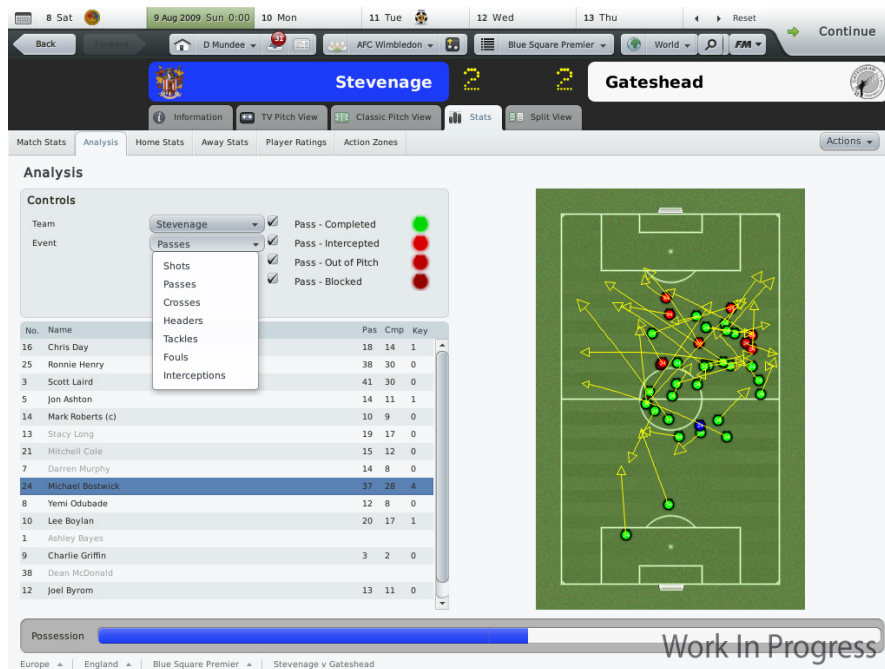 8 Sat 9 Aug 2009 Sun 0:00 10 Mon 11 Tue 12 Wed 13 Thu Reset Continue
Back Forward D Mundee 31 AFC Wimbledon Blue Square Premier World FM
Stevenage 2 2 Gateshead
Information TV Pitch View Classic Pitch View Stats Split View
Match Stats Analysis Home Stats Away Stats Player Ratings Action Zones Actions
Analysis
Controls
Team Stevenage Pass - Completed
Event Passes Pass - Intercepted
Shots Pass - Out of Pitch
Passes Pass - Blocked
Crosses
Headers
Tackles
Fouls
Interceptions
No. Name Pas Cmp Key
16 Chris Day 18 14 1
25 Ronnie Henry 38 30 0
3 Scott Laird 41 30 0
5 Jon Ashton 14 11 1
14 Mark Roberts (c) 10 9 0
13 Stacy Long 19 17 0
21 Mitchell Cole 15 12 0
7 Darren Murphy 14 8 0
24 Michael Bostwick 37 28 4
8 Yemi Odubade 12 8 0
10 Lee Boylan 20 17 1
1 Ashley Bayes
9 Charlie Griffin 3 2 0
38 Dean McDonald
12 Joel Byrom 13 11 0
Possession
Work In Progress
Europe England Blue Square Premier Stevenage v Gateshead